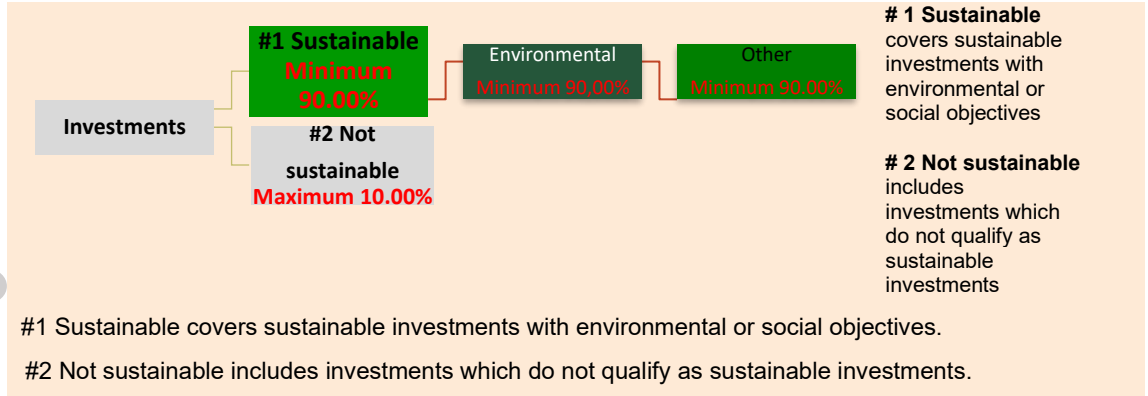 Investments
#1 Sustainable
Minimum
90.00%
#2 Not
sustainable
Maximum 10.00%
Environmental
Minimum 90,00%
Other
Minimum 90.00%
# 1 Sustainable
covers sustainable
investments with
environmental or
social objectives
# 2 Not sustainable
includes
investments which
do not qualify as
sustainable
investments
#1 Sustainable covers sustainable investments with environmental or social objectives.
#2 Not sustainable includes investments which do not qualify as sustainable investments.